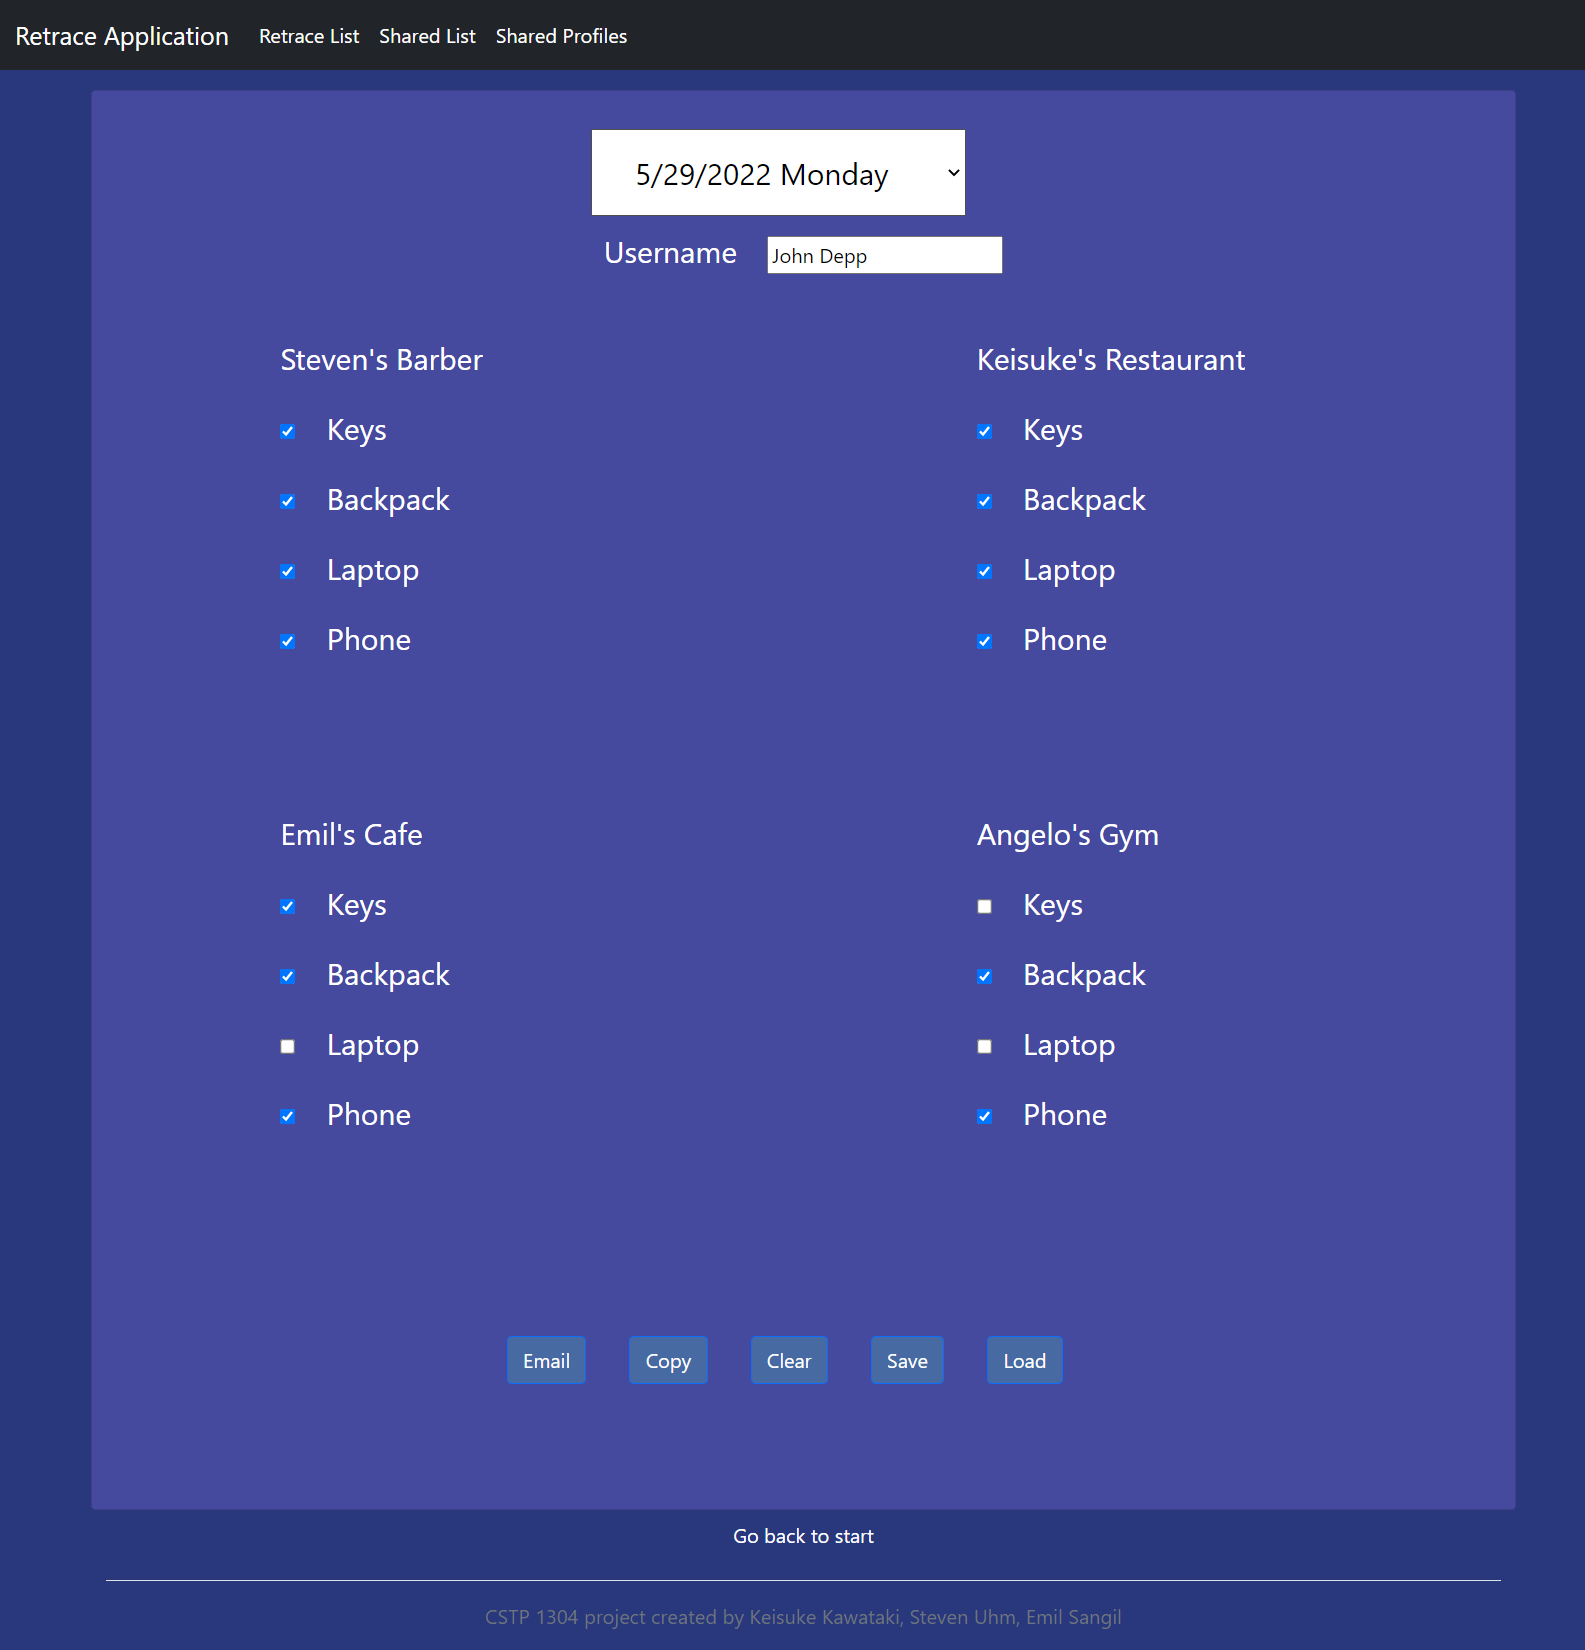 Retrace Application Retrace List Shared List Shared Profiles
5/29/2022 Monday
Username John Depp
Steven's Barber
Keys
Backpack
Laptop
Phone
Keisuke's Restaurant
Keys
Backpack
Laptop
Phone
Emil's Cafe
Keys
Backpack
Laptop
Phone
Angelo's Gym
Keys
Backpack
Laptop
Phone
Email Copy Clear Save Load
Go back to start
CSTP 1304 project created by Keisuke Kawataki, Steven Uhm, Emil Sangil